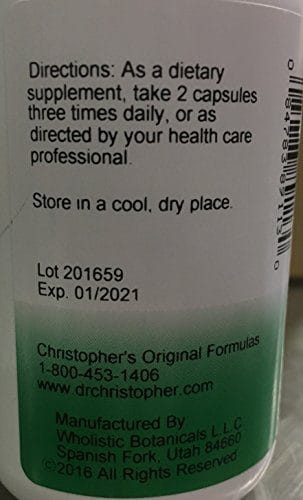 Directions: As a dietary
supplement, take 2 capsules
three times daily, or as
directed by your health care
professional.
Store in a cool, dry place.
Lot 201659
Exp. 01/2021
Christopher's Original Formulas
1-800-453-1406
www.drchristopher.com
Manufactured By
Wholistic Botanicals L.L.C
Spanish Fork, Utah 84660
©2016 All Rights Reserved